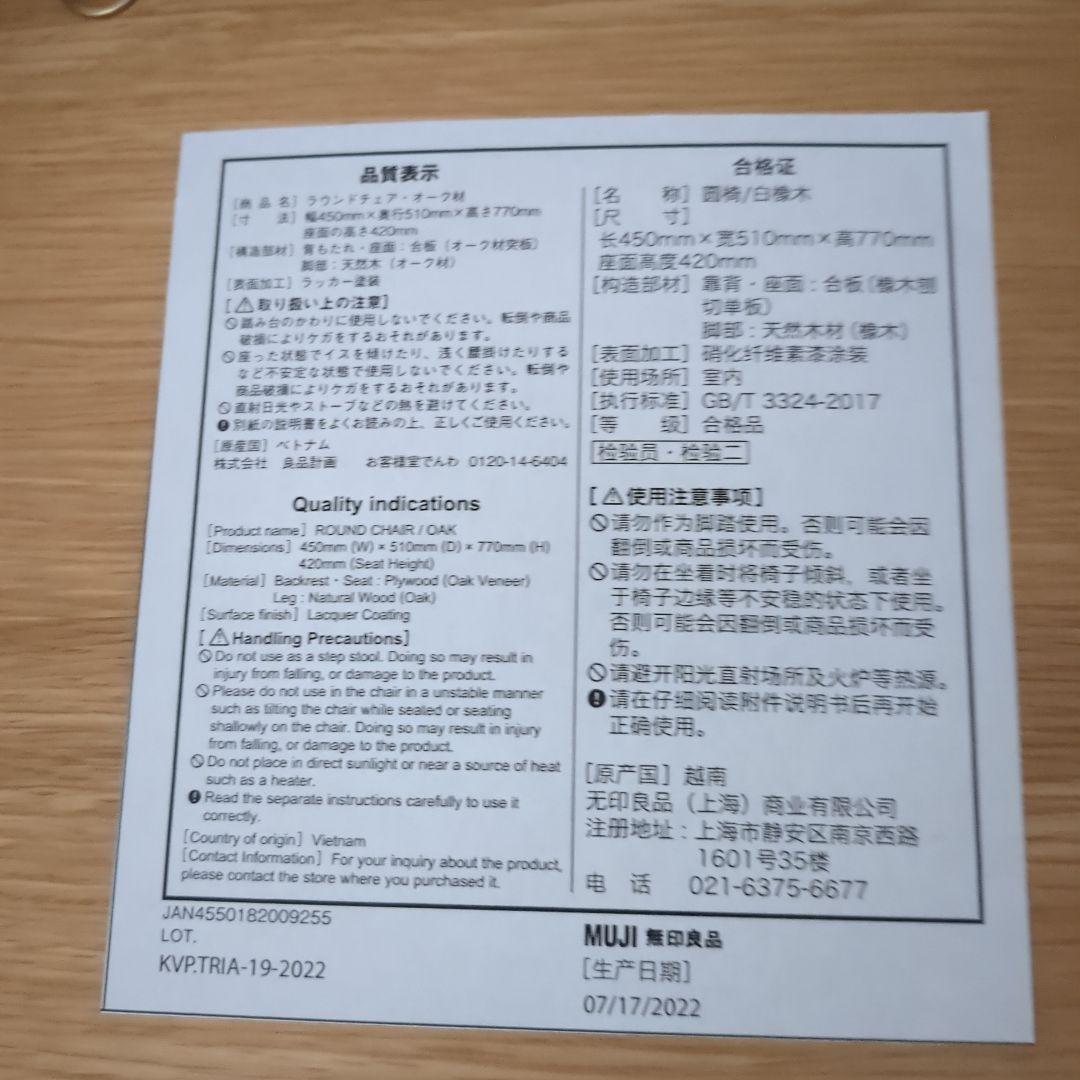 品質表示
[商 品 名] ラウンドチェア・オーク材
[寸　　法] 幅450mm×奥行510mm×高さ770mm
座面の高さ420mm
[構造部材] 背もたれ・座面：合板（オーク材突板）
脚部：天然木（オーク材）
[表面加工] ラッカー塗装
[⚠取り扱い上の注意]
🚫踏み台のかわりに使用しないでください。転倒や商品
破損によりケガをするおそれがあります。
🚫座った状態でイスを傾けたり、浅く腰掛けたりする
など不安定な状態で使用しないでください。転倒や
商品破損によりケガをするおそれがあります。
🚫直射日光やストーブなどの熱を避けてください。
❗別紙の説明書をよくお読みの上、正しくご使用ください。
[原産国] ベトナム
株式会社　良品計画　　お客様室でんわ 0120-14-6404
Quality indications
[Product name] ROUND CHAIR / OAK
[Dimensions] 450mm (W) × 510mm (D) × 770mm (H)
420mm (Seat Height)
[Material] Backrest・Seat : Plywood (Oak Veneer)
Leg : Natural Wood (Oak)
[Surface finish] Lacquer Coating
[⚠Handling Precautions]
🚫Do not use as a step stool. Doing so may result in
injury from falling, or damage to the product.
🚫Please do not use in the chair in a unstable manner
such as tilting the chair while seated or seating
shallowly on the chair. Doing so may result in injury
from falling, or damage to the product.
🚫Do not place in direct sunlight or near a source of heat
such as a heater.
❗Read the separate instructions carefully to use it
correctly.
[Country of origin] Vietnam
[Contact Information] For your inquiry about the product,
please contact the store where you purchased it.
合格证
[名　　称] 圆椅/白橡木
[尺　　寸]
长450mm×宽510mm×高770mm
座面高度420mm
[构造部材] 靠背・座面：合板（橡木刨
切单板）
脚部：天然木材（橡木）
[表面加工] 硝化纤维素漆涂装
[使用场所] 室内
[执行标准] GB/T 3324-2017
[等　　级] 合格品
检验员・检验二
[⚠使用注意事项]
🚫请勿作为脚踏使用。否则可能会因
翻倒或商品损坏而受伤。
🚫请勿在坐着时将椅子倾斜，或者坐
于椅子边缘等不安稳的状态下使用。
否则可能会因翻倒或商品损坏而受
伤。
🚫请避开阳光直射场所及火炉等热源。
❗请在仔细阅读附件说明书后再开始
正确使用。
[原产国] 越南
无印良品（上海）商业有限公司
注册地址：上海市静安区南京西路
1601号35楼
电　话　021-6375-6677
JAN4550182009255
LOT.
KVP.TRIA-19-2022
MUJI 無印良品
[生产日期]
07/17/2022